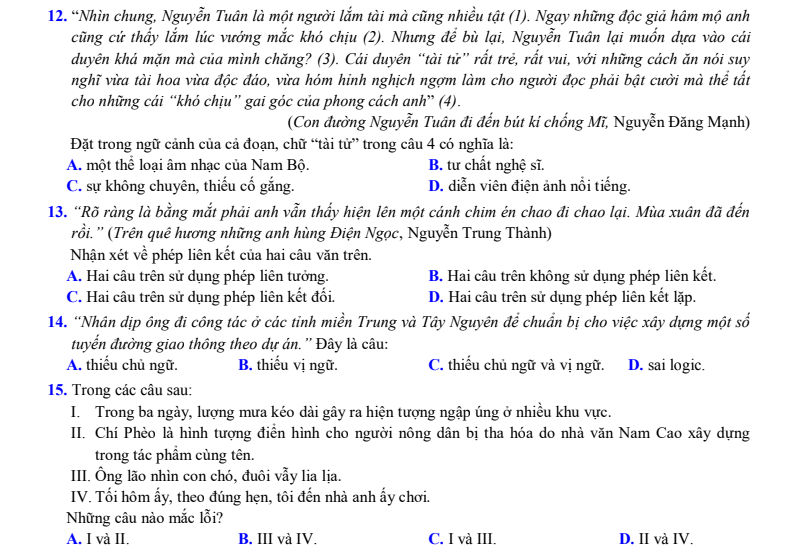 12. “Nhìn chung, Nguyễn Tuân là một người lắm tài mà cũng nhiều tật (1). Ngay những độc giả hâm mộ anh
cũng cứ thấy lắm lúc vướng mắc khó chịu (2). Nhưng để bù lại, Nguyễn Tuân lại muốn dựa vào cái
duyên khá mặn mà của mình chăng? (3). Cái duyên “tài tử” rất trẻ, rất vui, với những cách ăn nói suy
nghĩ vừa tài hoa vừa độc đáo, vừa hóm hỉnh nghịch ngợm làm cho người đọc phải bật cười mà thể tất
cho những cái “khó chịu” gai góc của phong cách anh” (4).
(Con đường Nguyễn Tuân đi đến bút kí chống Mĩ, Nguyễn Đăng Mạnh)
Đặt trong ngữ cảnh của cả đoạn, chữ “tài tử” trong câu 4 có nghĩa là:
A. một thể loại âm nhạc của Nam Bộ. B. tư chất nghệ sĩ.
C. sự không chuyên, thiếu cố gắng. D. diễn viên điện ảnh nổi tiếng.
13. “Rõ ràng là bằng mắt phải anh vẫn thấy hiện lên một cánh chim én chao đi chao lại. Mùa xuân đã đến
rồi.” (Trên quê hương những anh hùng Điện Ngọc, Nguyễn Trung Thành)
Nhận xét về phép liên kết của hai câu văn trên.
A. Hai câu trên sử dụng phép liên tưởng. B. Hai câu trên không sử dụng phép liên kết.
C. Hai câu trên sử dụng phép liên kết đối. D. Hai câu trên sử dụng phép liên kết lặp.
14. “Nhân dịp ông đi công tác ở các tỉnh miền Trung và Tây Nguyên để chuẩn bị cho việc xây dựng một số
tuyến đường giao thông theo dự án.” Đây là câu:
A. thiếu chủ ngữ. B. thiếu vị ngữ. C. thiếu chủ ngữ và vị ngữ. D. sai logic.
15. Trong các câu sau:
I. Trong ba ngày, lượng mưa kéo dài gây ra hiện tượng ngập úng ở nhiều khu vực.
II. Chí Phèo là hình tượng điển hình cho người nông dân bị tha hóa do nhà văn Nam Cao xây dựng
trong tác phẩm cùng tên.
III. Ông lão nhìn con chó, đuôi vẫy lia lịa.
IV. Tối hôm ấy, theo đúng hẹn, tôi đến nhà anh ấy chơi.
Những câu nào mắc lỗi?
A. I và II. B. III và IV. C. I và III. D. II và IV.